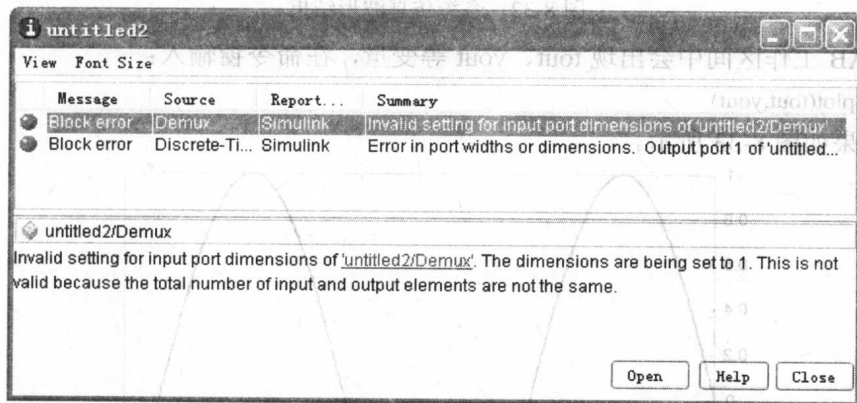 untitled2
View Font Size
Message Source Report... Summary
Block error Demux Simulink Invalid setting for input port dimensions of 'untitled2/Demux'.
Block error Discrete-Ti... Simulink Error in port widths or dimensions. Output port 1 of 'untitled...
untitled2/Demux
Invalid setting for input port dimensions of 'untitled2/Demux'. The dimensions are being set to 1. This is not
valid because the total number of input and output elements are not the same.
Open Help Close